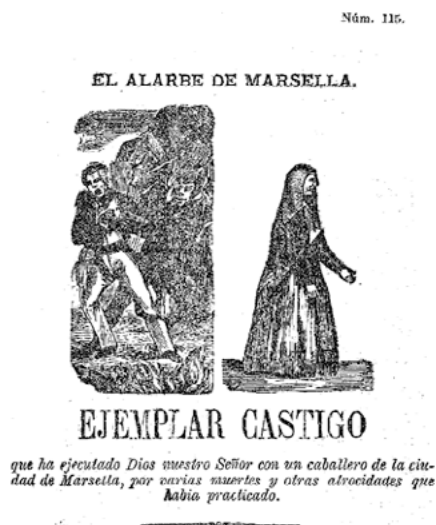 Núm. 115.
EL ALARBE DE MARSELLA.
EJEMPLAR CASTIGO
que ha ejecutado Dios nuestro Señor con un caballero de la ciu-
dad de Marsella, por varias muertes y otras atrocidades que
habia practicado.